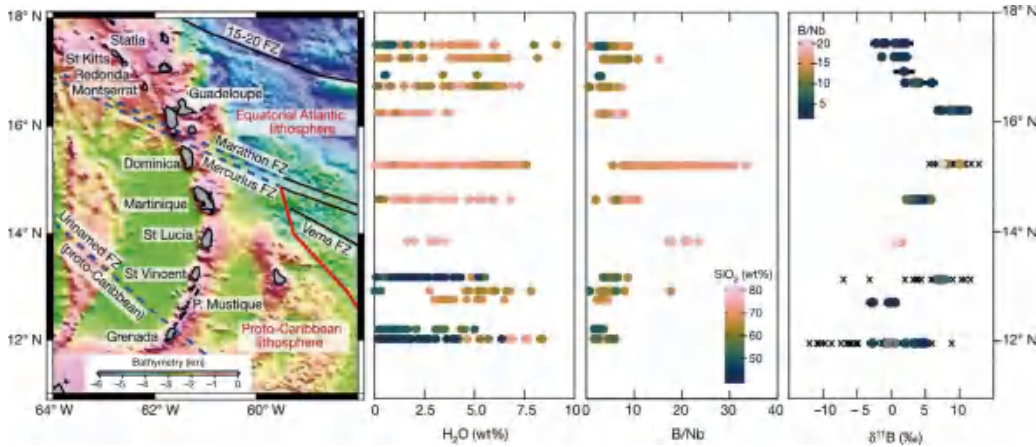 18° N
16° N
14° N
12° N
64° W
62° W
60° W
Statia
St Kitts
Redonda
Montserrat
Guadeloupe
Dominica
Martinique
St Lucia
St Vincent
P. Mustique
Grenada
15-20 FZ
Equatorial Atlantic
lithosphere
Marathon FZ
Mercurius FZ
Verna FZ
Unnamed FZ
(proto-Caribbean)
Proto-Caribbean
lithosphere
Bathymetry (km)
−5 −4 −3 −2 −1 0
0 2.5 5.0 7.5 10
H₂O (wt%)
0 10 20 30 40
B/Nb
SiO₂ (wt%)
80
70
60
50
B/Nb
20
15
10
5
−10 −5 0 5 10
δ¹¹B (‰)
18° N
16° N
14° N
12° N